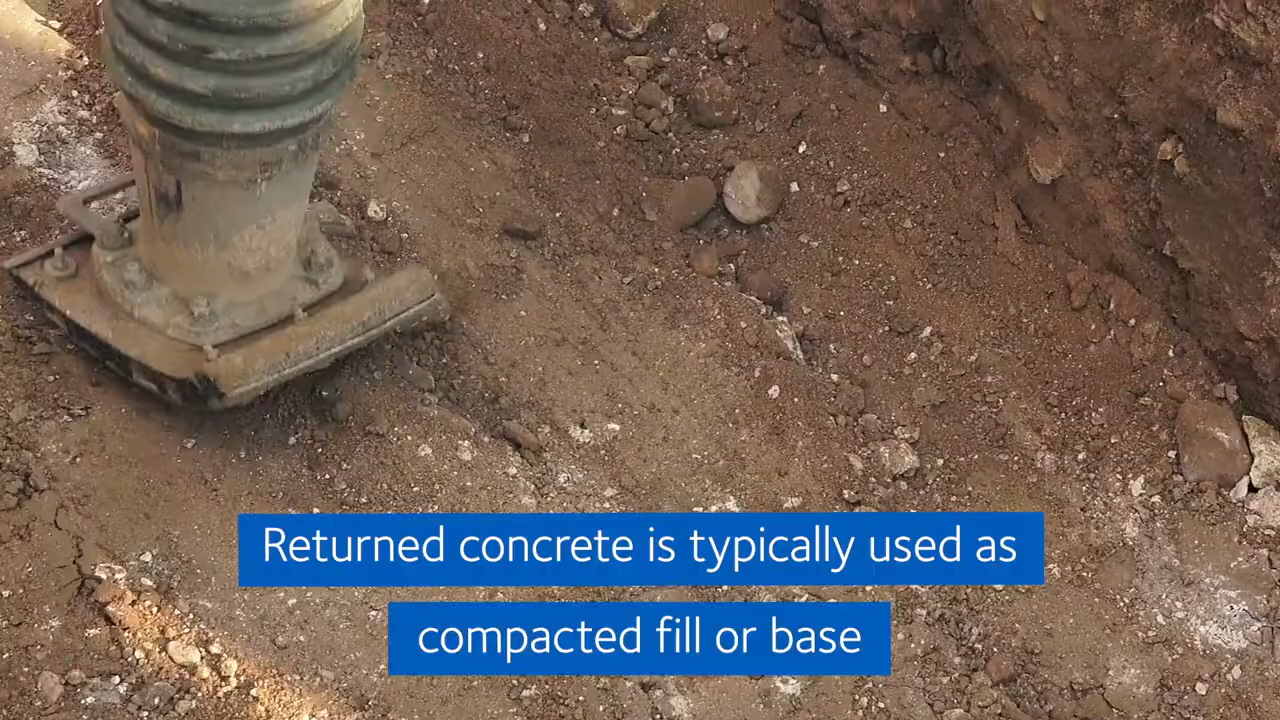 Returned concrete is typically used as
compacted fill or base